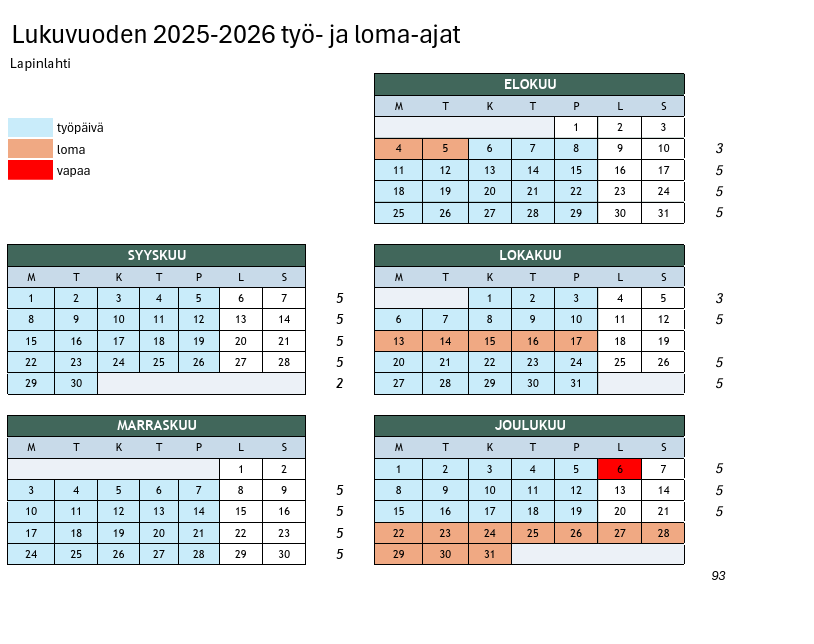 Lukuvuoden 2025-2026 työ- ja loma-ajat
Lapinlahti
työpäivä
loma
vapaa
ELOKUU
M T K T P L S
1 2 3
4 5 6 7 8 9 10 3
11 12 13 14 15 16 17 5
18 19 20 21 22 23 24 5
25 26 27 28 29 30 31 5
SYYSKUU
M T K T P L S
1 2 3 4 5 6 7 5
8 9 10 11 12 13 14 5
15 16 17 18 19 20 21 5
22 23 24 25 26 27 28 5
29 30 2
LOKAKUU
M T K T P L S
1 2 3 4 5 3
6 7 8 9 10 11 12 5
13 14 15 16 17 18 19
20 21 22 23 24 25 26 5
27 28 29 30 31 5
MARRASKUU
M T K T P L S
1 2
3 4 5 6 7 8 9 5
10 11 12 13 14 15 16 5
17 18 19 20 21 22 23 5
24 25 26 27 28 29 30 5
JOULUKUU
M T K T P L S
1 2 3 4 5 6 7 5
8 9 10 11 12 13 14 5
15 16 17 18 19 20 21 5
22 23 24 25 26 27 28
29 30 31
93